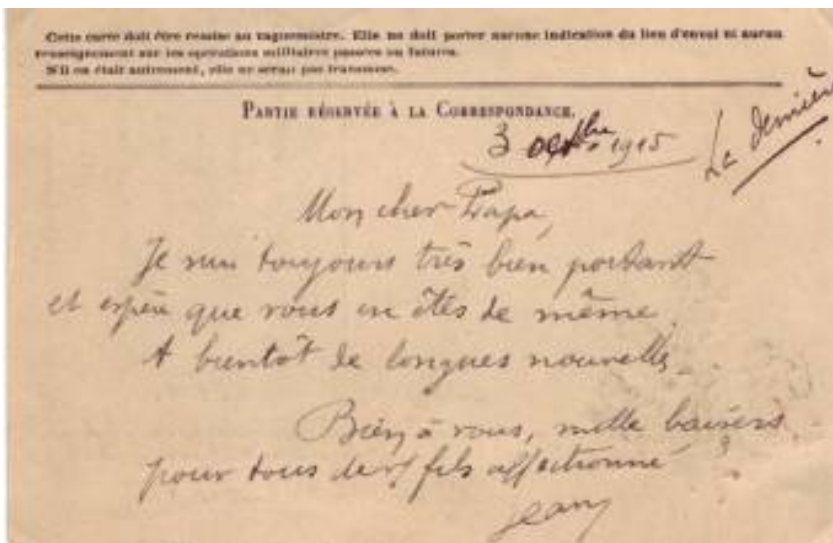 Cette carte doit être remise au vaguemestre. Elle ne doit porter aucune indication du lieu d'envoi ni aucun
renseignement sur les opérations militaires passées ou futures.
S'il en était autrement, elle ne serait pas transmise.
PARTIE RÉSERVÉE À LA CORRESPONDANCE.
3 octbre 1915
La dernière
Mon cher Papa,
Je suis toujours très bien portant
et espère que vous en êtes de même.
A bientôt de longues nouvelles.
Bien à vous, mille baisers
pour tous de fils affectionné
Jean